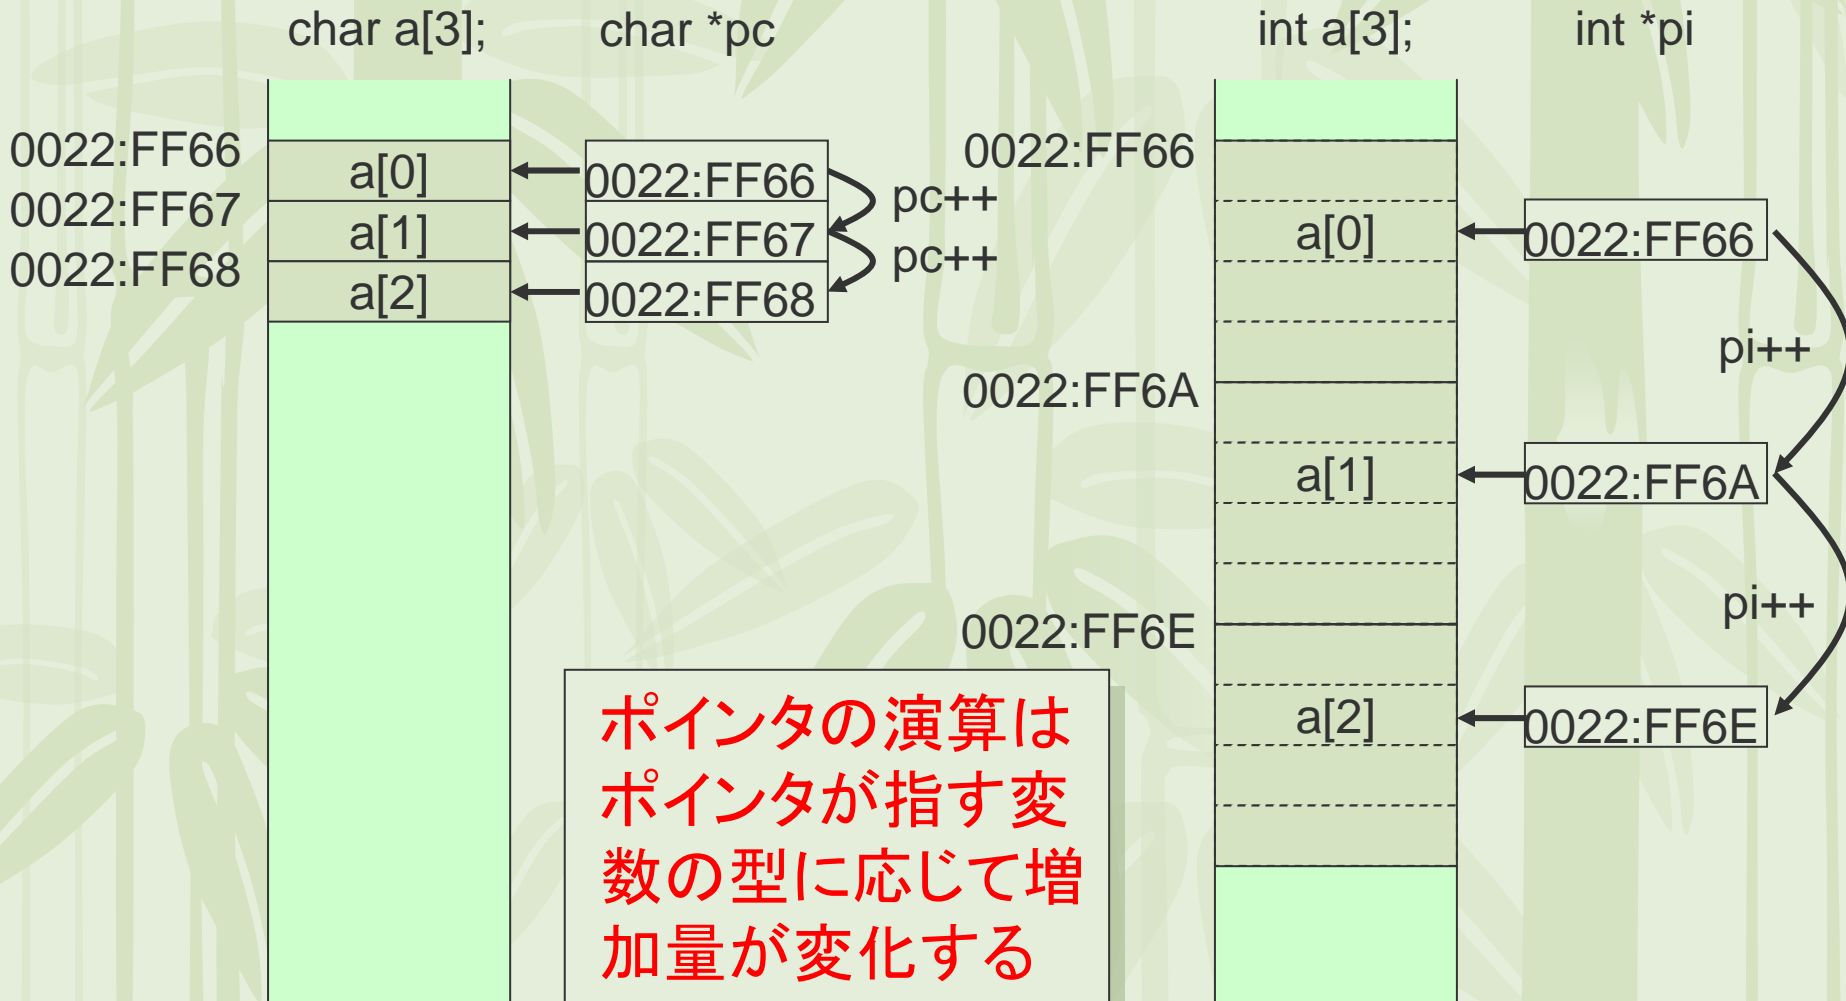 char a[3];
char *pc
int a[3];
int *pi
0022:FF66
0022:FF67
0022:FF68
a[0]
a[1]
a[2]
0022:FF66
0022:FF67
0022:FF68
pc++
pc++
0022:FF66
0022:FF6A
0022:FF6E
a[0]
a[1]
a[2]
0022:FF66
0022:FF6A
0022:FF6E
pi++
pi++
ポインタの演算は
ポインタが指す変
数の型に応じて増
加量が変化する